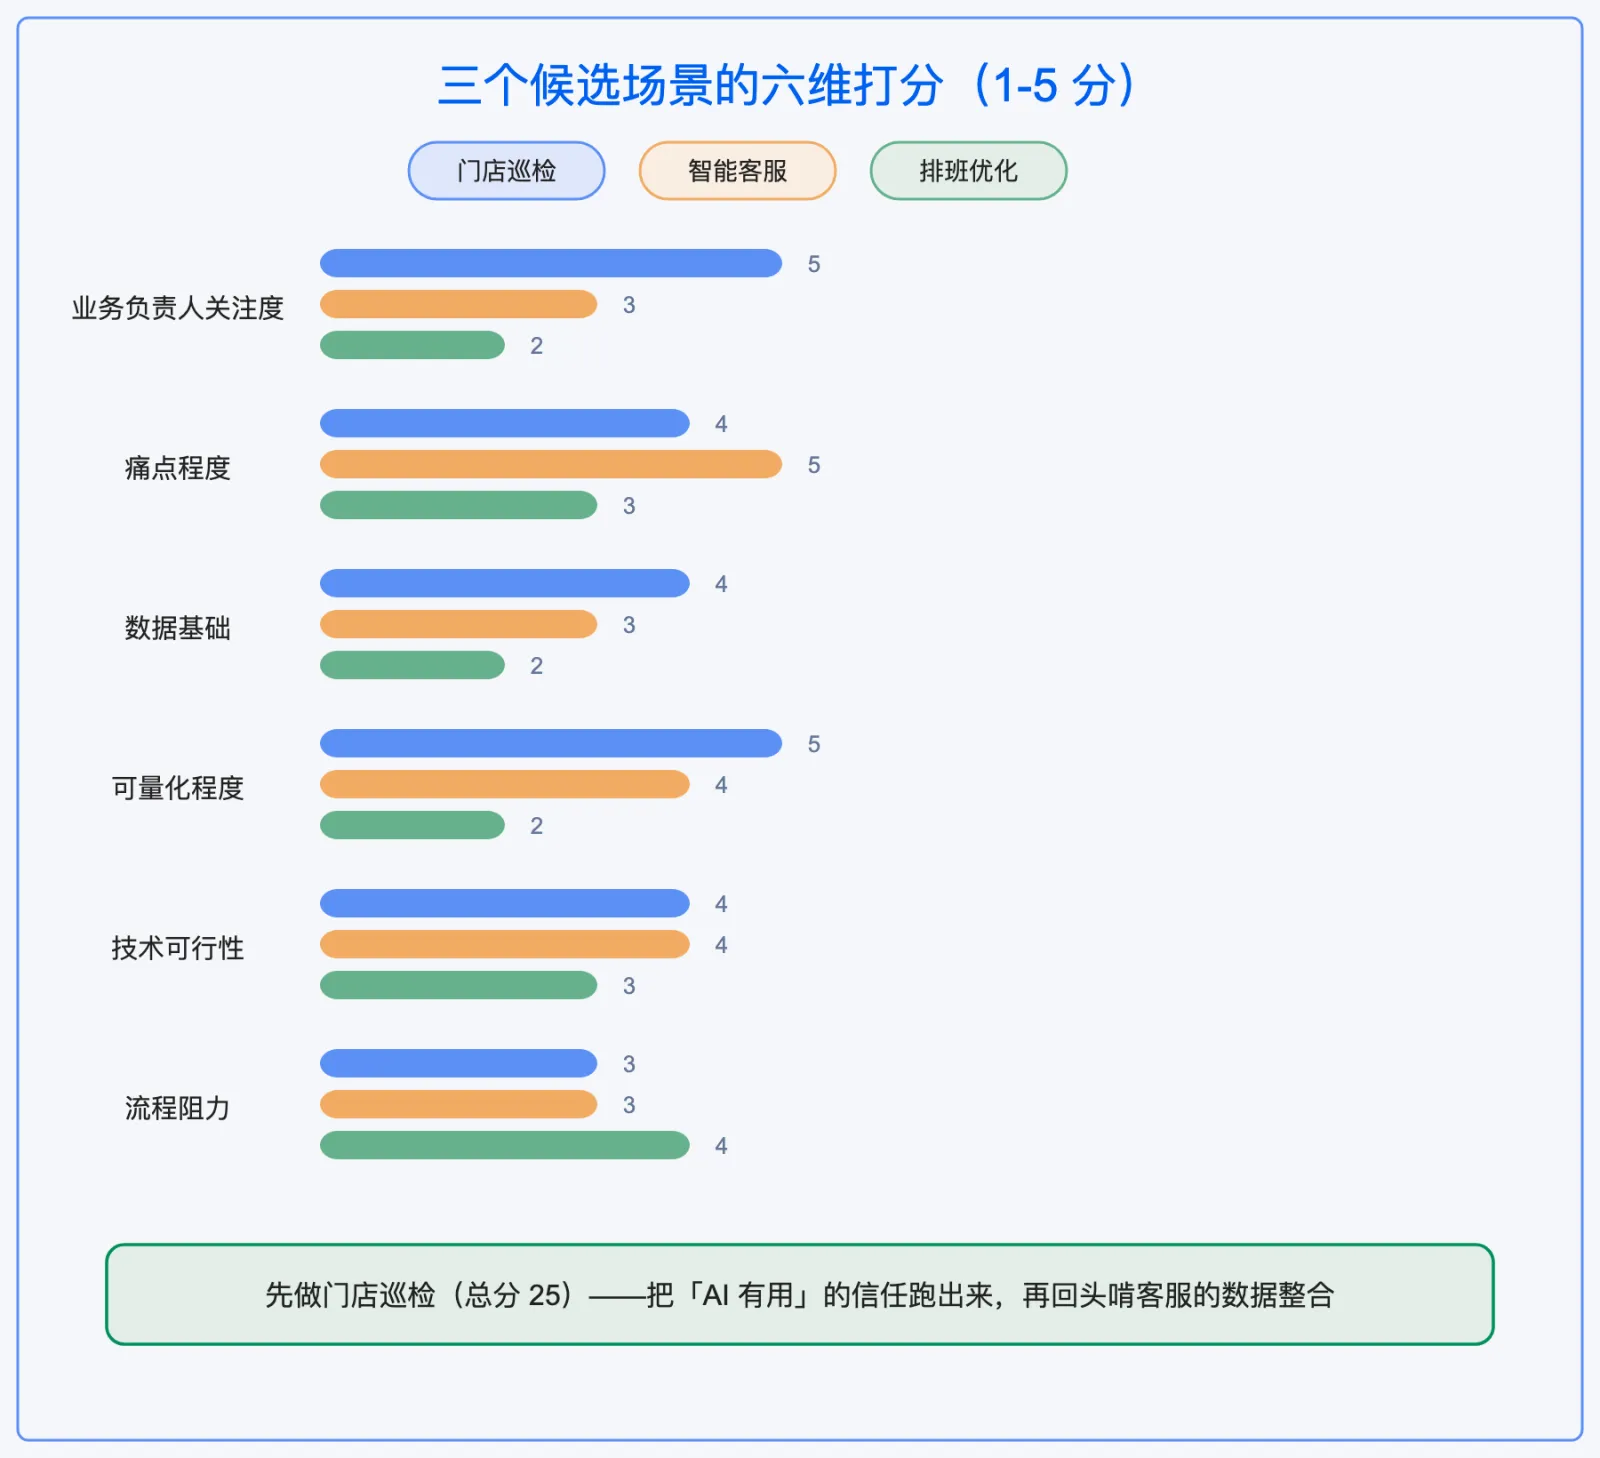 三个候选场景的六维打分（1-5 分）
门店巡检
智能客服
排班优化
业务负责人关注度
5
3
2
痛点程度
4
5
3
数据基础
4
3
2
可量化程度
5
4
2
技术可行性
4
4
3
流程阻力
3
3
4
先做门店巡检（总分 25）——把「AI 有用」的信任跑出来，再回头啃客服的数据整合